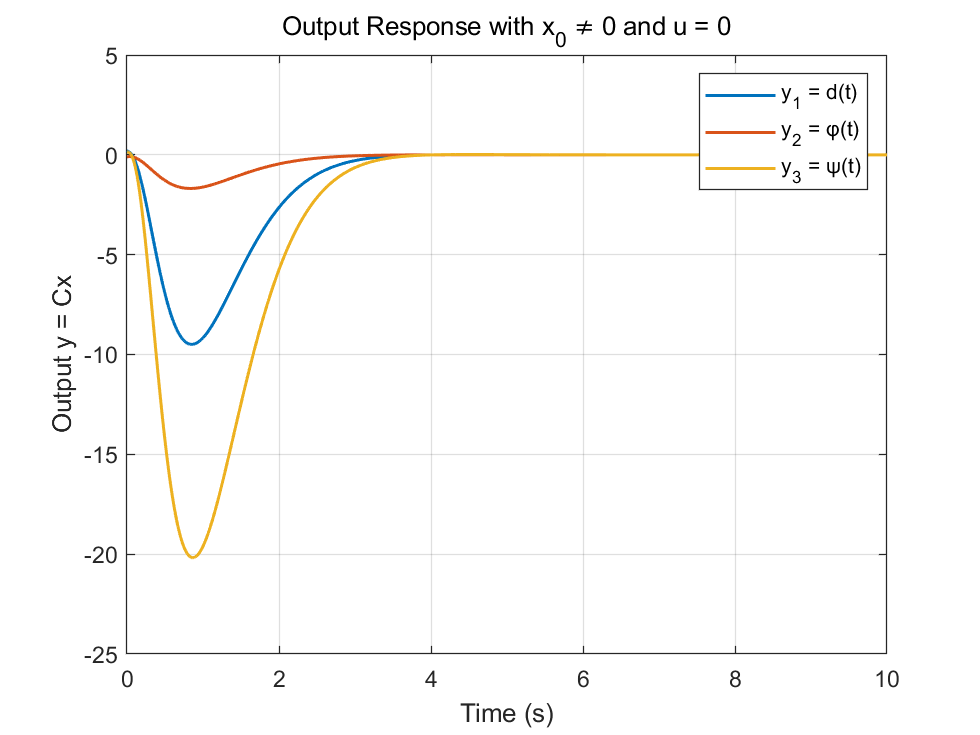 Output Response with x₀ ≠ 0 and u = 0
y₁ = d(t)
y₂ = φ(t)
y₃ = ψ(t)
Output y = Cx
5
0
-5
-10
-15
-20
-25
0 2 4 6 8 10
Time (s)